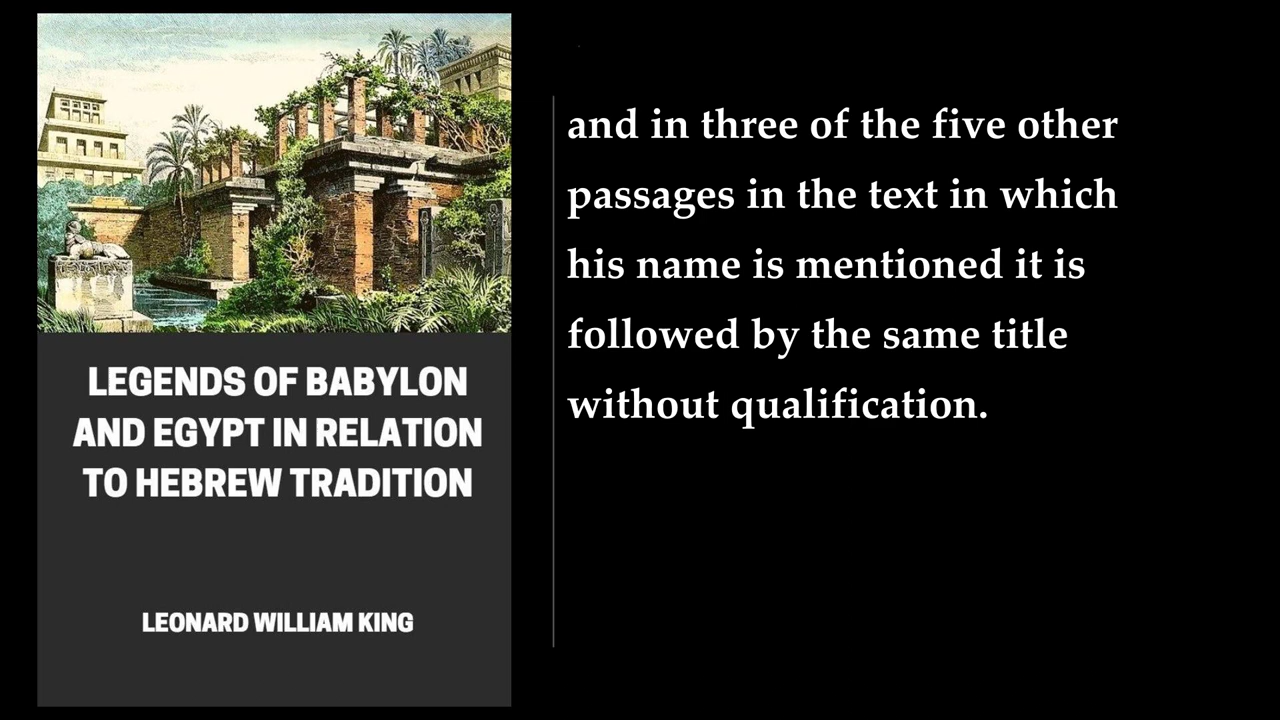 LEGENDS OF BABYLON
AND EGYPT IN RELATION
TO HEBREW TRADITION
LEONARD WILLIAM KING
and in three of the five other
passages in the text in which
his name is mentioned it is
followed by the same title
without qualification.